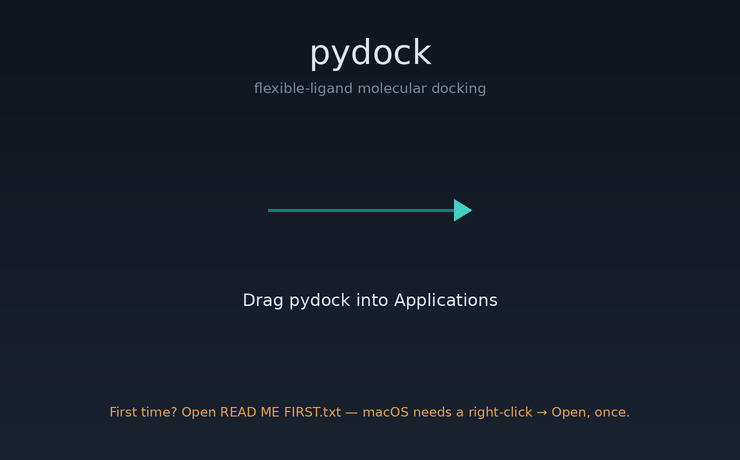 pydock
flexible-ligand molecular docking
Drag pydock into Applications
First time? Open READ ME FIRST.txt — macOS needs a right-click → Open, once.